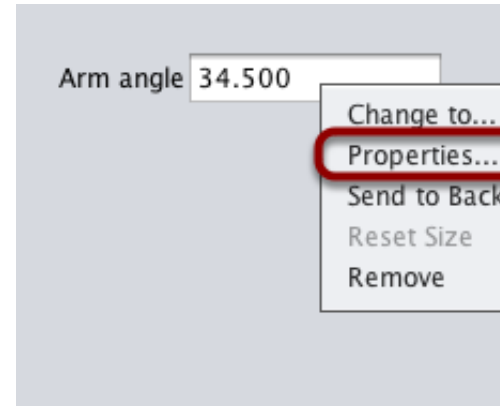 Arm angle 34.500
Change to...
Properties...
Send to Back
Reset Size
Remove